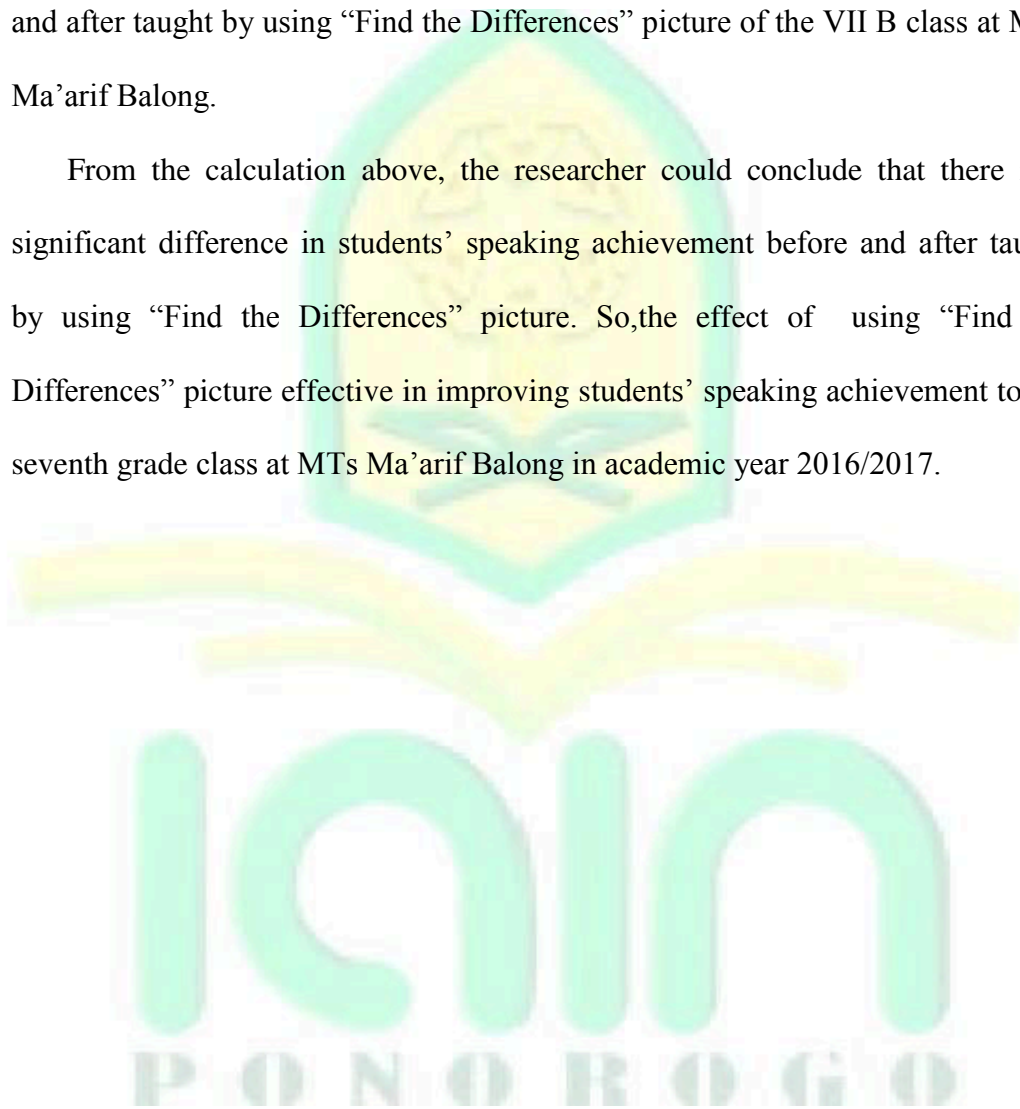 and after taught by using “Find the Differences” picture of the VII B class at
Ma’arif Balong.
From the calculation above, the researcher could conclude that there
significant difference in students’ speaking achievement before and after
by using “Find the Differences” picture. So,the effect of using “Find
Differences” picture effective in improving students’ speaking achievement to
seventh grade class at MTs Ma’arif Balong in academic year 2016/2017.
iain
PONOROGO